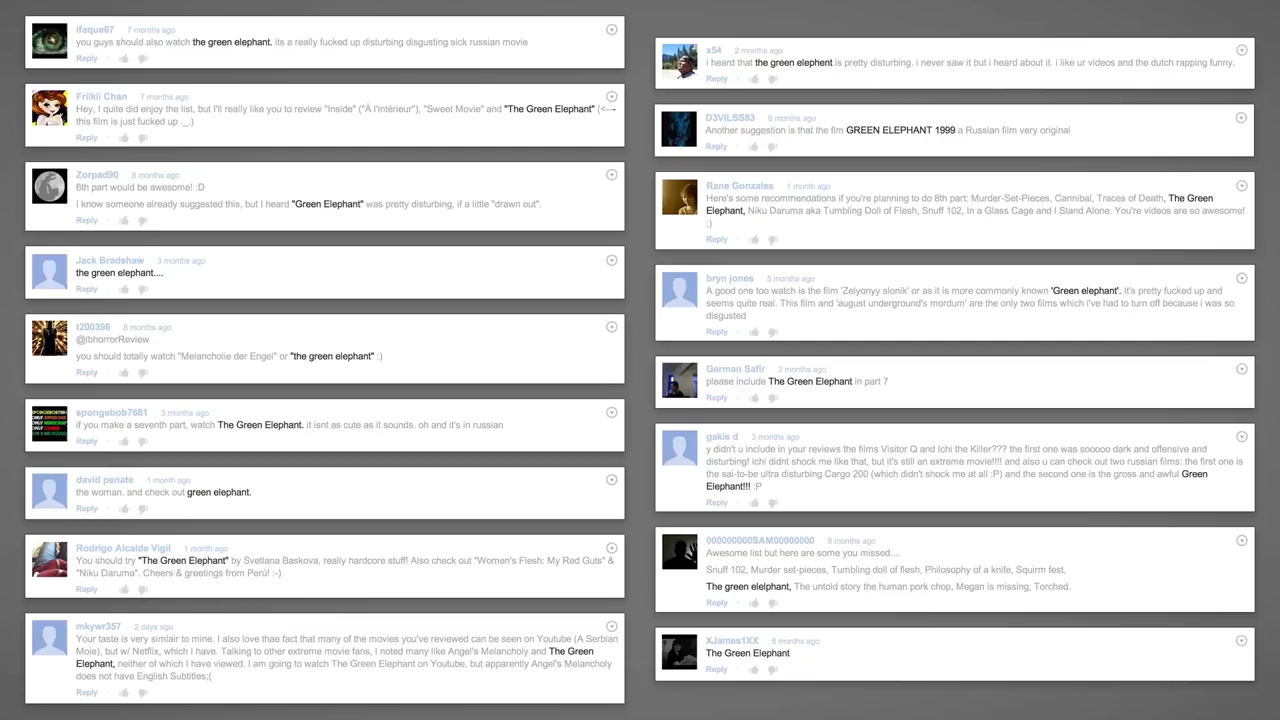 ifaque67 7 months ago
you guys should also watch the green elephant. its a really fucked up disturbing disgusting sick russian movie
Reply
Friikli Chan 7 months ago
Hey, I quite did enjoy the list, but I'll really like you to review "Inside" ("À l'intérieur"), "Sweet Movie" and "The Green Elephant" (<---
this film is just fucked up ._.)
Reply
Zorpad90 8 months ago
6th part would be awesome! :D
I know someone already suggested this, but I heard "Green Elephant" was pretty disturbing, if a little "drawn out".
Reply
Jack Bradshaw 3 months ago
the green elephant....
Reply
t200396 8 months ago
@lbhorrorReview
you should totally watch "Melancholie der Engel" or "the green elephant" :)
Reply
spongebob7681 3 months ago
if you make a seventh part, watch The Green Elephant. it isnt as cute as it sounds. oh and it's in russian
Reply
david penate 1 month ago
the woman. and check out green elephant.
Reply
Rodrigo Alcalde Vigil 1 month ago
You should try "The Green Elephant" by Svetlana Baskova, really hardcore stuff! Also check out "Women's Flesh: My Red Guts" &
"Niku Daruma". Cheers & greetings from Perú! :-)
Reply
mkywr357 2 days ago
Your taste is very simlair to mine. I also love thae fact that many of the movies you've reviewed can be seen on Youtube (A Serbian
Moie), but w/ Netflix, which I have. Talking to other extreme movie fans, I noted many like Angel's Melancholy and The Green
Elephant, neither of which I have viewed. I am going to watch The Green Elephant on Youtube, but apparently Angel's Melancholy
does not have English Subtitles;(
Reply
x54 2 months ago
i heard that the green elephent is pretty disturbing. i never saw it but i heard about it. i like ur videos and the dutch rapping funny.
Reply
D3VILSS83 8 months ago
Another suggestion is that the fim GREEN ELEPHANT 1999 a Russian film very original
Reply
Rane Gonzales 1 month ago
Here's some recommendations if you're planning to do 8th part: Murder-Set-Pieces, Cannibal, Traces of Death, The Green
Elephant, Niku Daruma aka Tumbling Doll of Flesh, Snuff 102, In a Glass Cage and I Stand Alone. You're videos are so awesome!
;)
Reply
bryn jones 5 months ago
A good one too watch is the film 'Zelyonyy slonik' or as it is more commonly known 'Green elephant'. It's pretty fucked up and
seems quite real. This film and 'august underground's mordum' are the only two films which i've had to turn off because i was so
disgusted
Reply
German Safir 2 months ago
please include The Green Elephant in part 7
Reply
gakis d 3 months ago
y didn't u include in your reviews the films Visitor Q and Ichi the Killer??? the first one was sooooo dark and offensive and
disturbing! ichi didnt shock me like that, but it's still an extreme movie!!!! and also u can check out two russian films: the first one is
the sai-to-be ultra disturbing Cargo 200 (which didn't shock me at all :P) and the second one is the gross and awful Green
Elephant!!! :P
Reply
000000000SAM00000000 8 months ago
Awesome list but here are some you missed....
Snuff 102, Murder set-pieces, Tumbling doll of flesh, Philosophy of a knife, Squirm fest,
The green elelphant, The untold story the human pork chop, Megan is missing, Torched.
Reply
XJames1XX 6 months ago
The Green Elephant
Reply